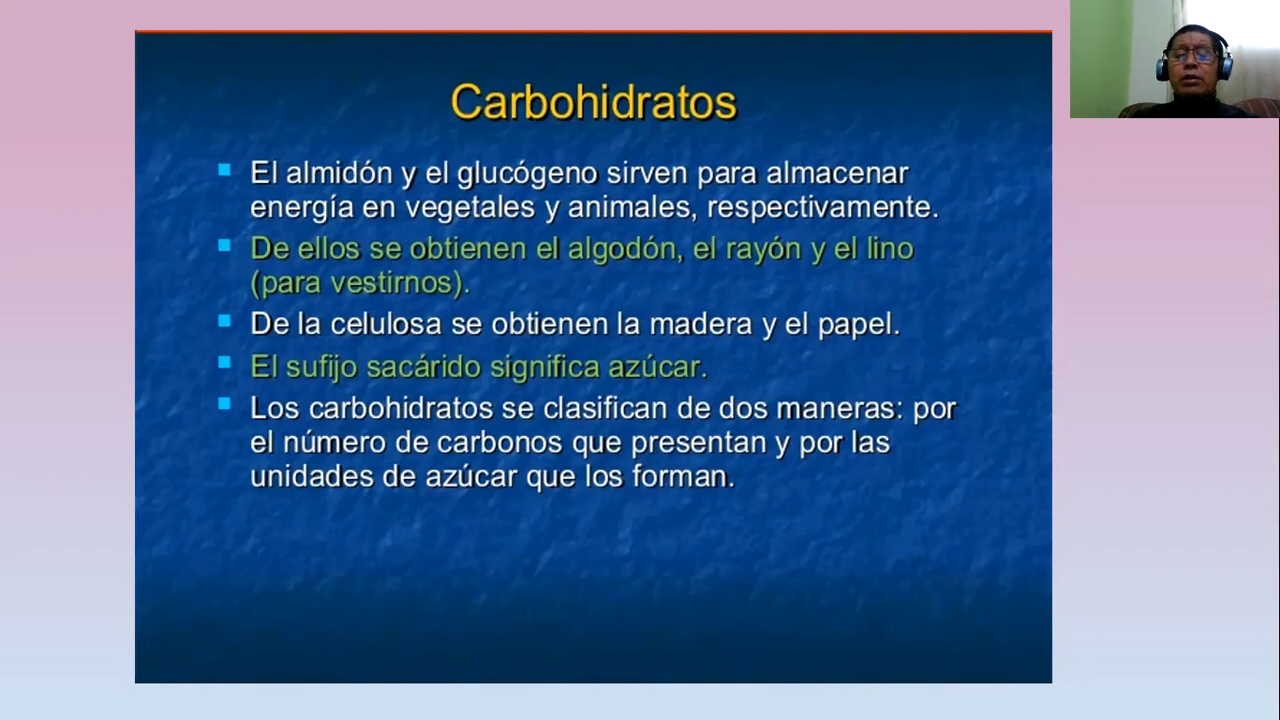 Carbohidratos
El almidón y el glucógeno sirven para almacenar
energía en vegetales y animales, respectivamente.
De ellos se obtienen el algodón, el rayón y el lino
(para vestirnos).
De la celulosa se obtienen la madera y el papel.
El sufijo sacárido significa azúcar.
Los carbohidratos se clasifican de dos maneras: por
el número de carbonos que presentan y por las
unidades de azúcar que los forman.